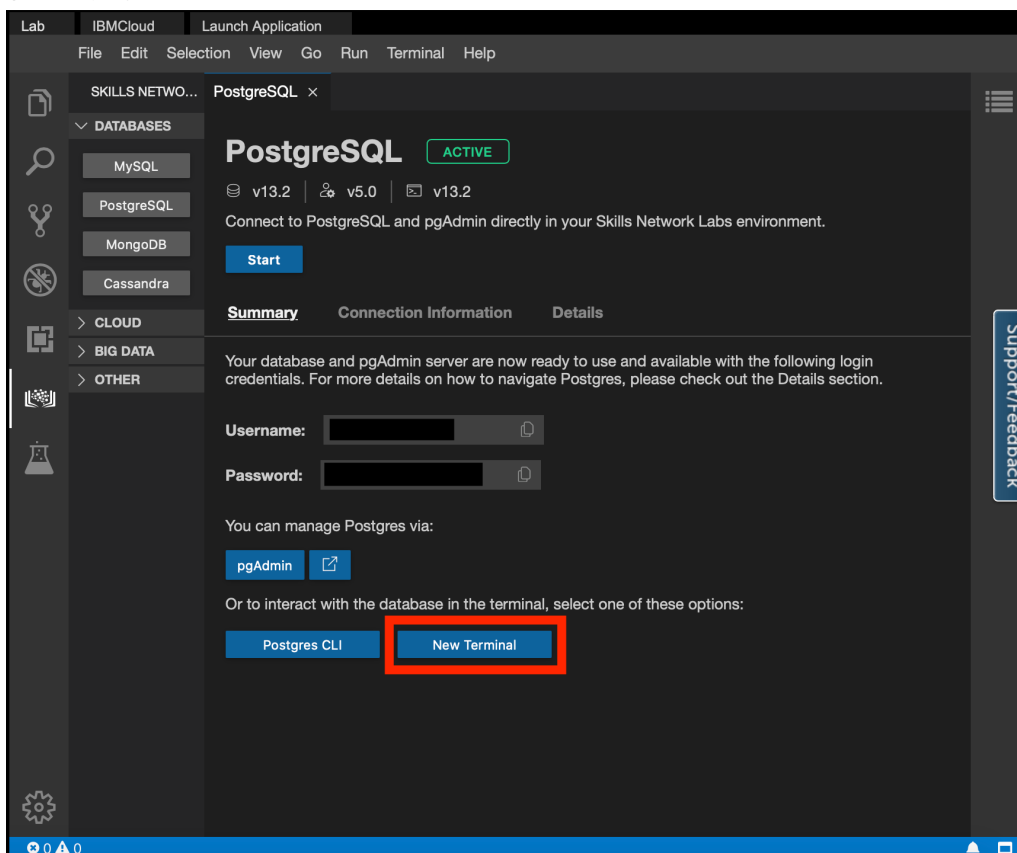 Lab IBMCloud Launch Application
File Edit Selection View Go Run Terminal Help
SKILLS NETWO... PostgreSQL ×
DATABASES
MySQL
PostgreSQL
MongoDB
Cassandra
CLOUD
BIG DATA
OTHER
PostgreSQL ACTIVE
v13.2 v5.0 v13.2
Connect to PostgreSQL and pgAdmin directly in your Skills Network Labs environment.
Start
Summary Connection Information Details
Your database and pgAdmin server are now ready to use and available with the following login
credentials. For more details on how to navigate Postgres, please check out the Details section.
Username:
Password:
You can manage Postgres via:
pgAdmin
Or to interact with the database in the terminal, select one of these options:
Postgres CLI New Terminal
Support/Feedback
0 0